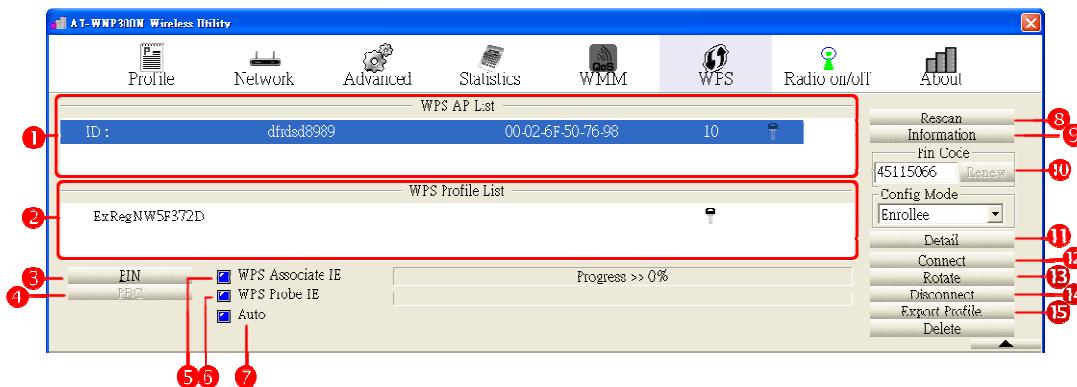 AT-WNP300N Wireless Utility
Profile Network Advanced Statistics WMM WPS Radio on/off About
QoS
WPS AP List
ID : dfrdsd8989 00-02-6F-50-76-98 10
WPS Profile List
ExRegNW5F372D
PIN
PBC
WPS Associate IE
WPS Probe IE
Auto
Progress >> 0%
Rescan
Information
Pin Code
45115066 Renew
Config Mode
Enrollee
Detail
Connect
Rotate
Disconnect
Export Profile
Delete
1
2
3
4
5 6 7
8
9
10
11
12
13
14
15